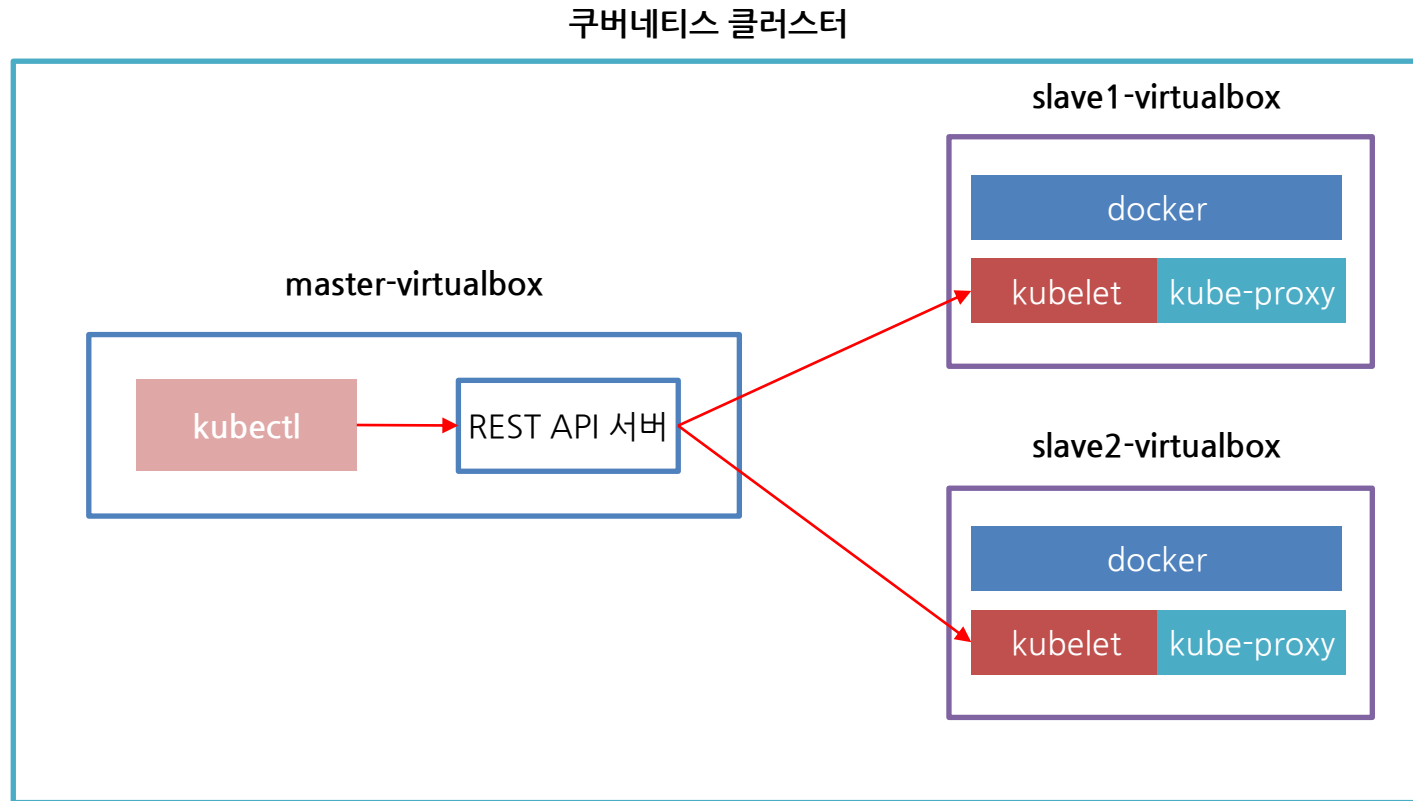 쿠버네티스 클러스터
slave1-virtualbox
docker
kubelet
kube-proxy
master-virtualbox
kubectl
REST API 서버
slave2-virtualbox
docker
kubelet
kube-proxy